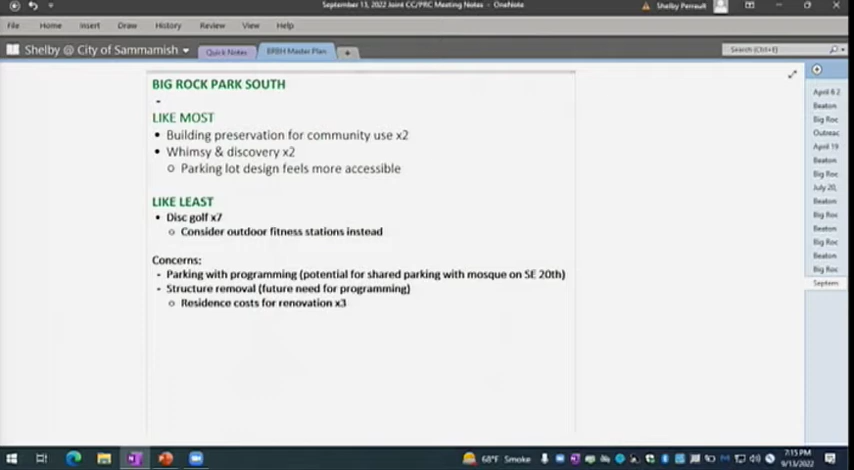 September 13, 2022 Joint CC/PRC Meeting Notes - OneNote
Shelby Perrault
File Home Insert Draw History Review View Help
Shelby @ City of Sammamish
Quick Notes
BRBH Master Plan
+
Search (Ctrl+E)
BIG ROCK PARK SOUTH
-
LIKE MOST
• Building preservation for community use x2
• Whimsy & discovery x2
o Parking lot design feels more accessible
LIKE LEAST
• Disc golf x7
o Consider outdoor fitness stations instead
Concerns:
- Parking with programming (potential for shared parking with mosque on SE 20th)
- Structure removal (future need for programming)
o Residence costs for renovation x3
April 6 2
Beaton
Big Roc
Outreac
April 19
Beaton
Big Roc
July 20,
Beaton
Big Roc
Beaton
Big Roc
Beaton
Big Roc
Septem
68°F Smoke
7:15 PM
9/13/2022